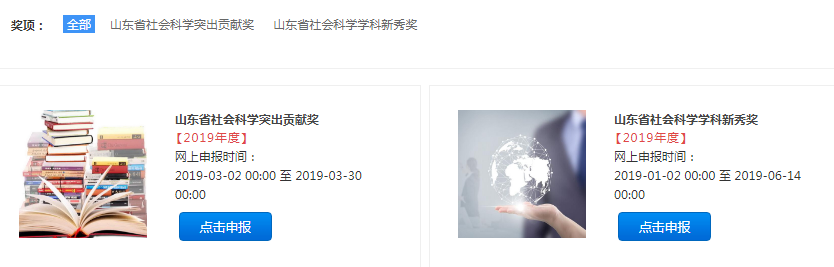 奖项： 全部 山东省社会科学突出贡献奖 山东省社会科学学科新秀奖
山东省社会科学突出贡献奖
【2019年度】
网上申报时间：
2019-03-02 00:00 至 2019-03-30
00:00
点击申报
山东省社会科学学科新秀奖
【2019年度】
网上申报时间：
2019-01-02 00:00 至 2019-06-14
00:00
点击申报